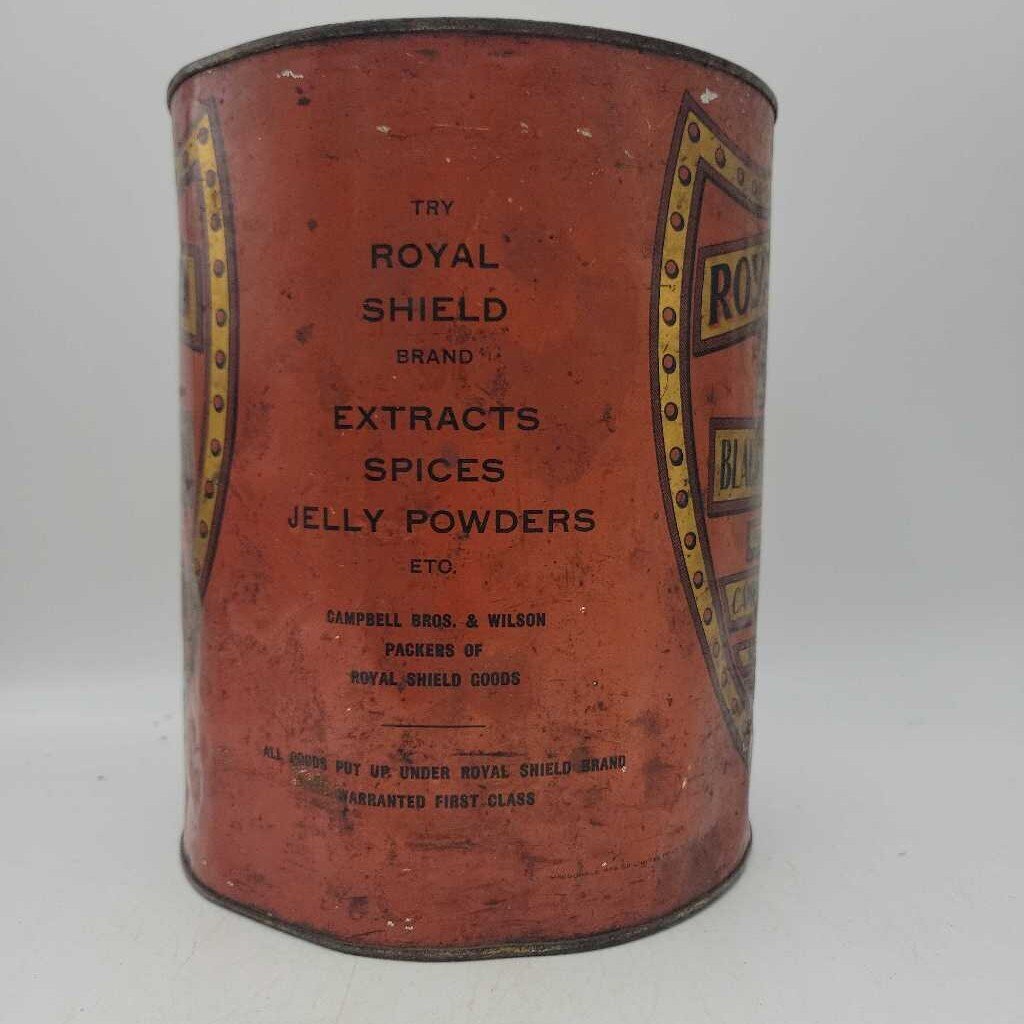 TRY
ROYAL
SHIELD
BRAND
EXTRACTS
SPICES
JELLY POWDERS
ETC.
CAMPBELL BROS. & WILSON
PACKERS OF
ROYAL SHIELD GOODS
ALL GOODS PUT UP UNDER ROYAL SHIELD BRAND
WARRANTED FIRST CLASS